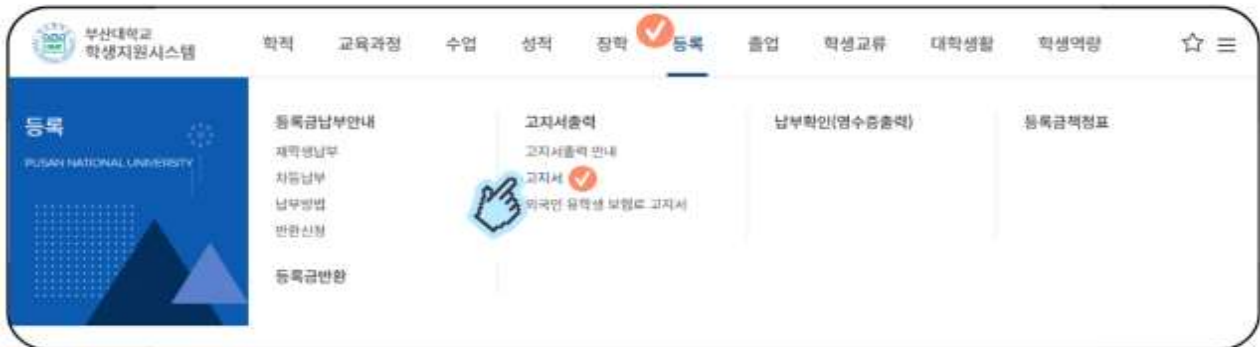 부산대학교
학생지원시스템
학적 교육과정 수업 성적 장학 등록 졸업 학생교류 대학생활 학생역량
등록
PUSAN NATIONAL UNIVERSITY
등록금납부안내
재학생납부
차등납부
납부방법
반환신청
등록금반환
고지서출력
고지서출력 안내
고지서
외국인 유학생 보험료 고지서
납부확인(영수증출력)
등록금책정표